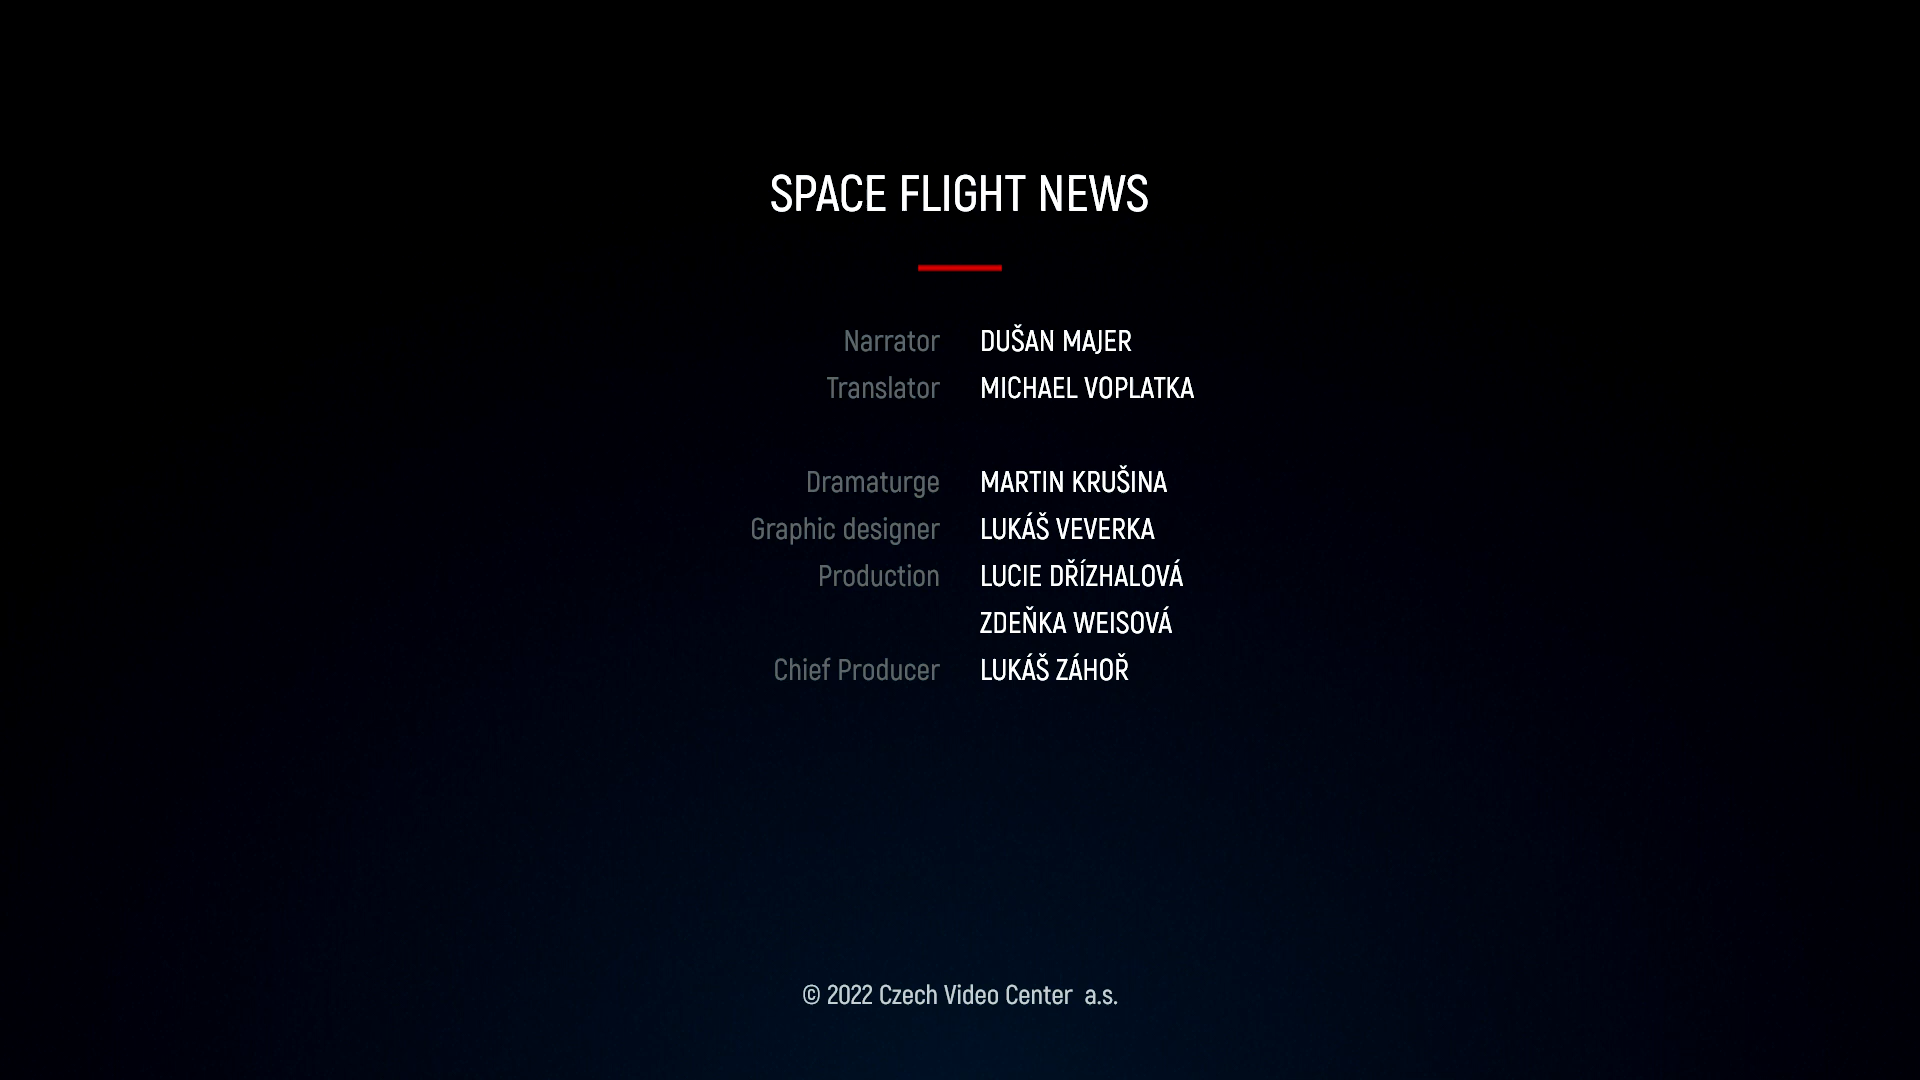 SPACE FLIGHT NEWS
Narrator DUŠAN MAJER
Translator MICHAEL VOPLATKA
Dramaturge MARTIN KRUŠINA
Graphic designer LUKÁŠ VEVERKA
Production LUCIE DŘÍZHALOVÁ
ZDEŇKA WEISOVÁ
Chief Producer LUKÁŠ ZÁHOŘ
© 2022 Czech Video Center a.s.